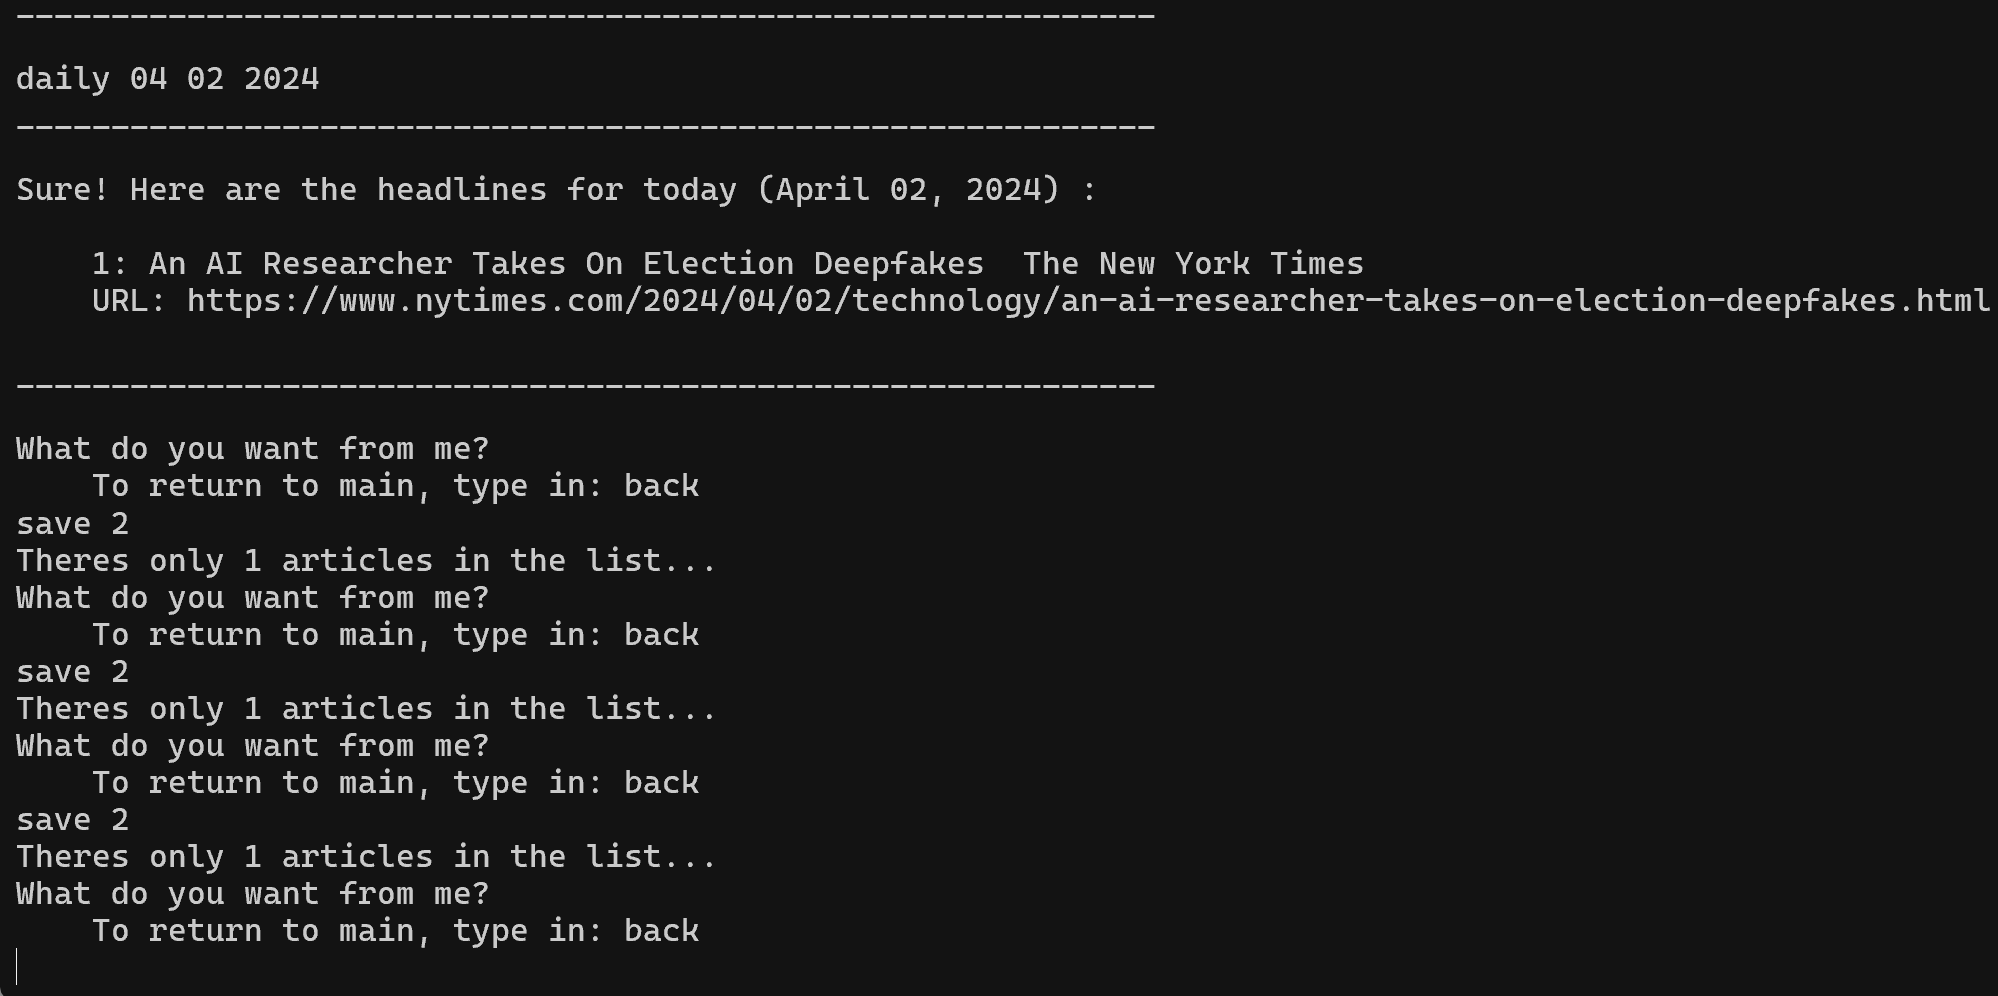 ------------------------------------------------------------
daily 04 02 2024
------------------------------------------------------------
Sure! Here are the headlines for today (April 02, 2024) :
1: An AI Researcher Takes On Election Deepfakes  The New York Times
URL: https://www.nytimes.com/2024/04/02/technology/an-ai-researcher-takes-on-election-deepfakes.html
------------------------------------------------------------
What do you want from me?
To return to main, type in: back
save 2
Theres only 1 articles in the list...
What do you want from me?
To return to main, type in: back
save 2
Theres only 1 articles in the list...
What do you want from me?
To return to main, type in: back
save 2
Theres only 1 articles in the list...
What do you want from me?
To return to main, type in: back